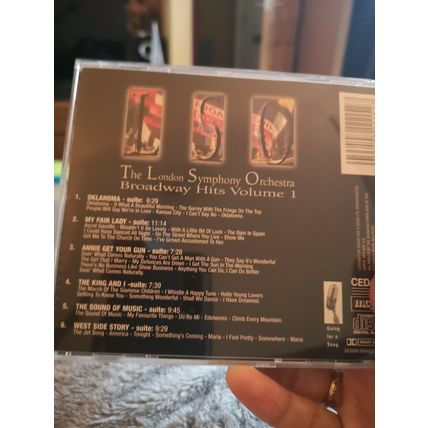 LSO
The London Symphony Orchestra
Broadway Hits Volume 1
1. OKLAHOMA - suite: 6:29
Oklahoma - O What A Beautiful Morning - The Surrey With The Fringe On The Top
People Will Say We're In Love - Kansas City - I Can't Say No - Oklahoma.
2. MY FAIR LADY - suite: 11:14
Ascot Gavotte - Wouldn't It Be Loverly - With A Little Bit Of Luck - The Rain In Spain
I Could Have Danced All Night - On The Street Where You Live - Show Me
Get Me To The Church On Time - I've Grown Accustomed To Her
3. ANNIE GET YOUR GUN - suite: 7:28
Doin' What Comes Naturally - You Can't Get A Man With A Gun - They Say It's Wonderful
The Girl That I Marry - My Defences Are Down - I Got The Sun In The Morning
There's No Business Like Show Business - Anything You Can Do, I Can Do Better
Doin' What Comes Naturally.
4. THE KING AND I -suite: 7:39
The March Of The Siamese Children - I Whistle A Happy Tune - Hello Young Lovers
Getting To Know You - Something Wonderful - Shall We Dance - I Have Dreamed.
5. THE SOUND OF MUSIC - suite: 9:45
The Sound Of Music - My Favourite Things - Do Re Mi - Edelweiss - Climb Every Mountain.
6. WEST SIDE STORY - suite: 9:29
The Jet Song - America - Tonight - Something's Coming - Maria - I Feel Pretty - Somewhere - Maria
Going
for a
Song
CED
DOLBY